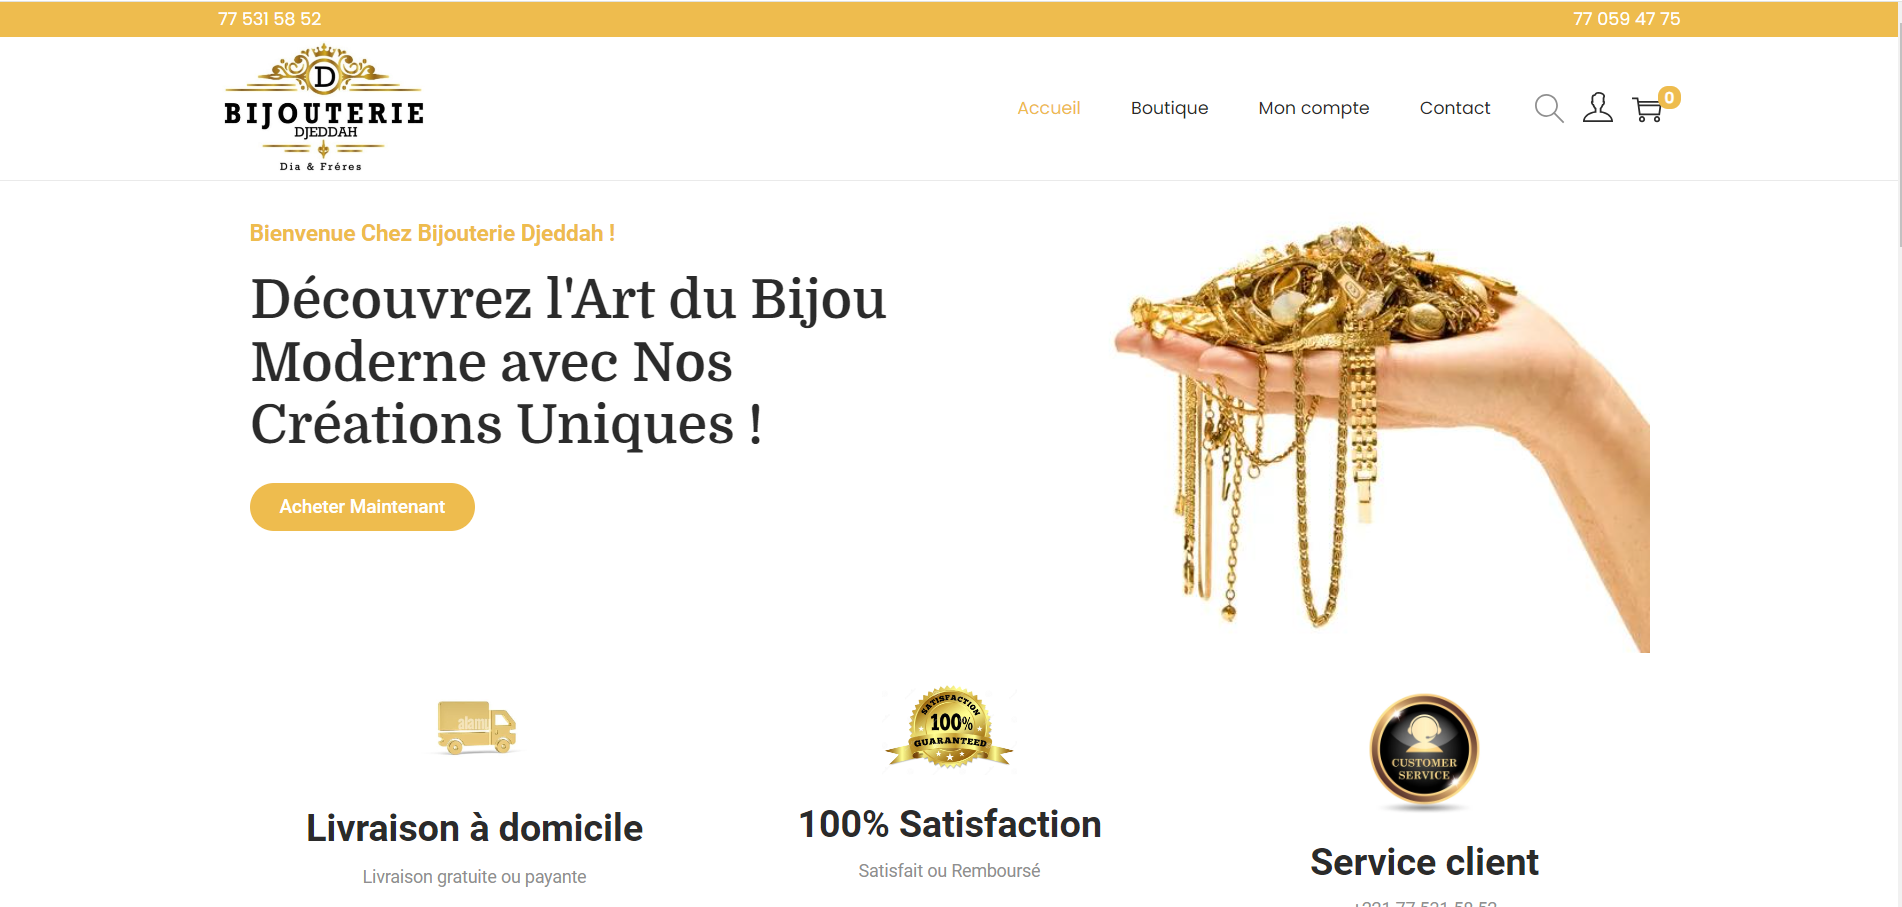 77 531 58 52
77 059 47 75
D
BIJOUTERIE
DJEDDAH
Dia & Fréres
Accueil
Boutique
Mon compte
Contact
0
Bienvenue Chez Bijouterie Djeddah !
Découvrez l'Art du Bijou
Moderne avec Nos
Créations Uniques !
Acheter Maintenant
alamy
SATISFACTION
100%
GUARANTEED
CUSTOMER
SERVICE
Livraison à domicile
100% Satisfaction
Service client
Livraison gratuite ou payante
Satisfait ou Remboursé